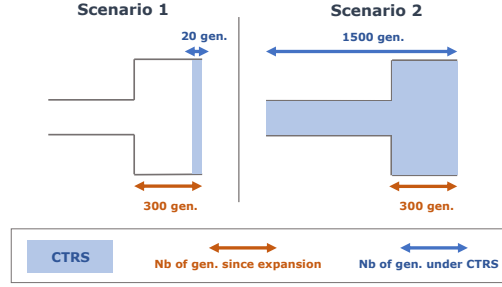 Scenario 1
Scenario 2
20 gen.
1500 gen.
300 gen.
300 gen.
CTRS
Nb of gen. since expansion
Nb of gen. under CTRS